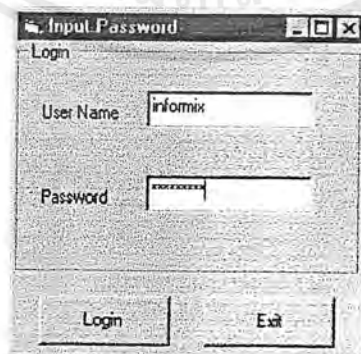 Input Password
Login
User Name informix
Password ********
Login Exit